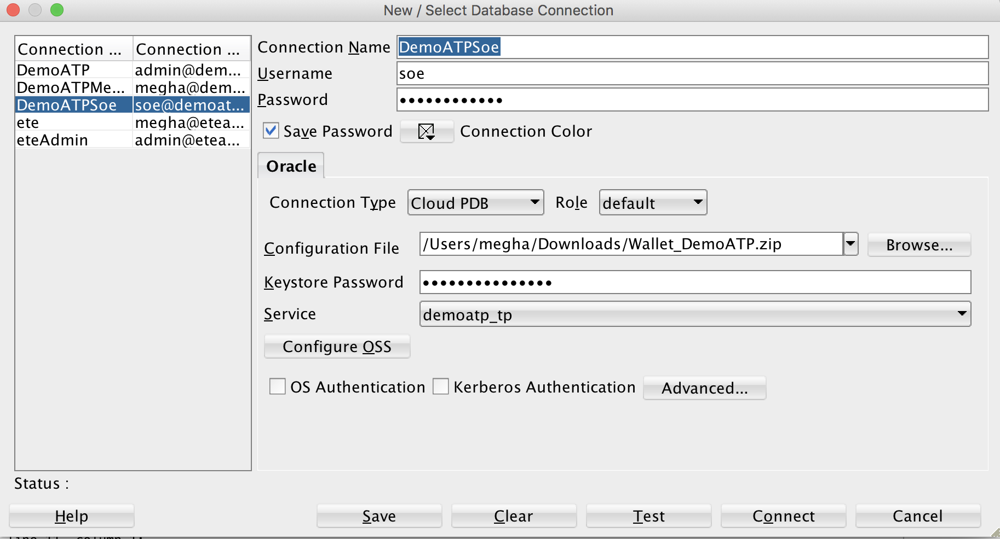 New / Select Database Connection
Connection ... Connection ...
DemoATP admin@dem...
DemoATPMe... megha@dem...
DemoATPSoe soe@demoat...
ete megha@etea...
eteAdmin admin@etea...
Connection Name DemoATPSoe
Username soe
Password ••••••••••••
Save Password Connection Color
Oracle
Connection Type Cloud PDB Role default
Configuration File /Users/megha/Downloads/Wallet_DemoATP.zip Browse...
Keystore Password •••••••••••••••
Service demoatp_tp
Configure OSS
OS Authentication Kerberos Authentication Advanced...
Status :
Help Save Clear Test Connect Cancel